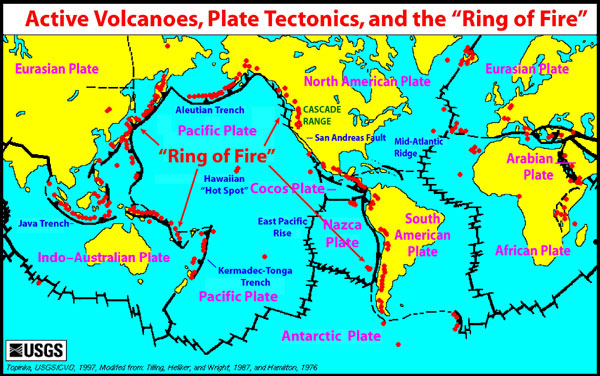 Active Volcanoes, Plate Tectonics, and the “Ring of Fire”
Eurasian Plate
North American Plate
Eurasian Plate
Aleutian Trench
Pacific Plate
CASCADE
RANGE
San Andreas Fault
Mid-Atlantic
Ridge
“Ring of Fire”
Arabian
Plate
Hawaiian
"Hot Spot"
Cocos Plate
Java Trench
East Pacific
Rise
Nazca
Plate
South
American
Plate
Indo-Australian Plate
African Plate
Kermadec-Tonga
Trench
Pacific Plate
Antarctic Plate
USGS
Topinka, USGS/CVO, 1997, Modifed from: Tilling, Heliker, and Wright, 1987, and Hamilton, 1976